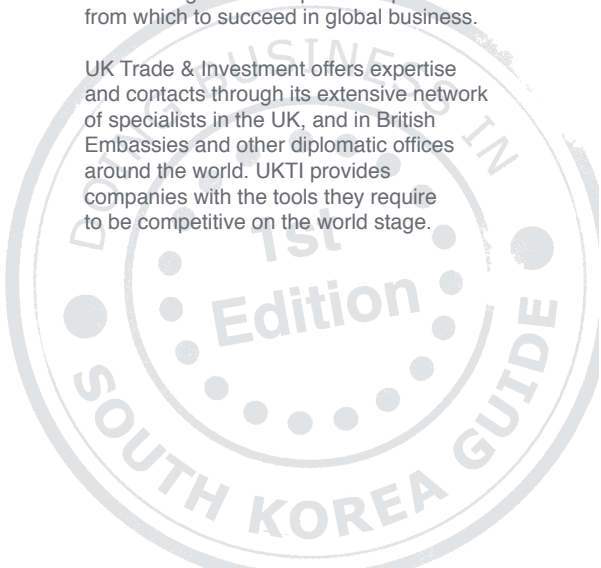 from which to succeed in global business.
UK Trade & Investment offers expertise
and contacts through its extensive network
of specialists in the UK, and in British
Embassies and other diplomatic offices
around the world. UKTI provides
companies with the tools they require
to be competitive on the world stage.
DOING BUSINESS IN
1st
Edition
SOUTH KOREA GUIDE